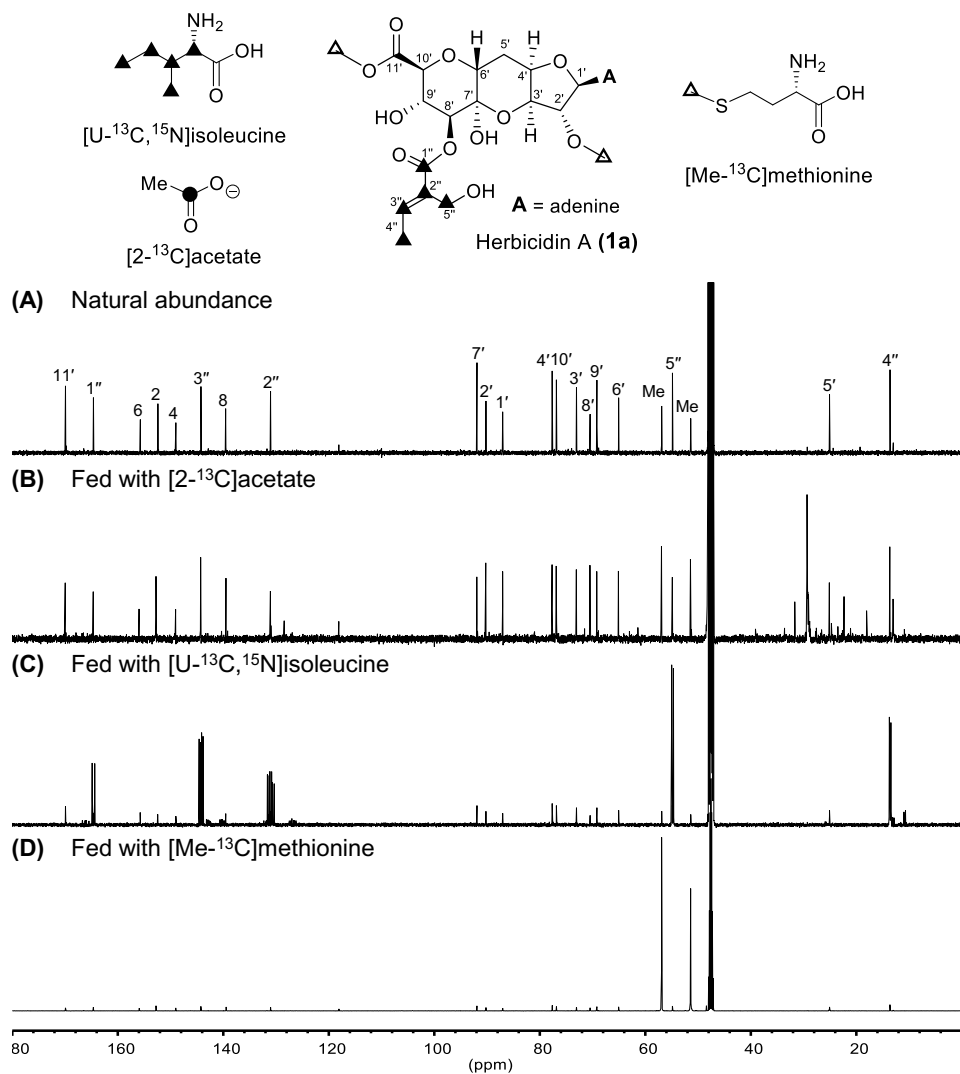 NH₂
OH
O
[U-¹³C,¹⁵N]isoleucine
Me
O⊖
O
[2-¹³C]acetate
O
11'
O
10'
O
H
5'
H
O
1'
A
6'
4'
9'
7'
3'
2'
8'
HO
OH
O
H
O
O
O
1''
2''
OH
3''
5''
4''
A = adenine
Herbicidin A (1a)
NH₂
S
OH
O
[Me-¹³C]methionine
(A) Natural abundance
11' 1'' 6 2 4 3'' 8 2'' 7' 2' 1' 4' 10' 3' 8' 9' 6' Me 5'' Me 5' 4''
(B) Fed with [2-¹³C]acetate
(C) Fed with [U-¹³C,¹⁵N]isoleucine
(D) Fed with [Me-¹³C]methionine
80 160 140 120 100 80 60 40 20
(ppm)